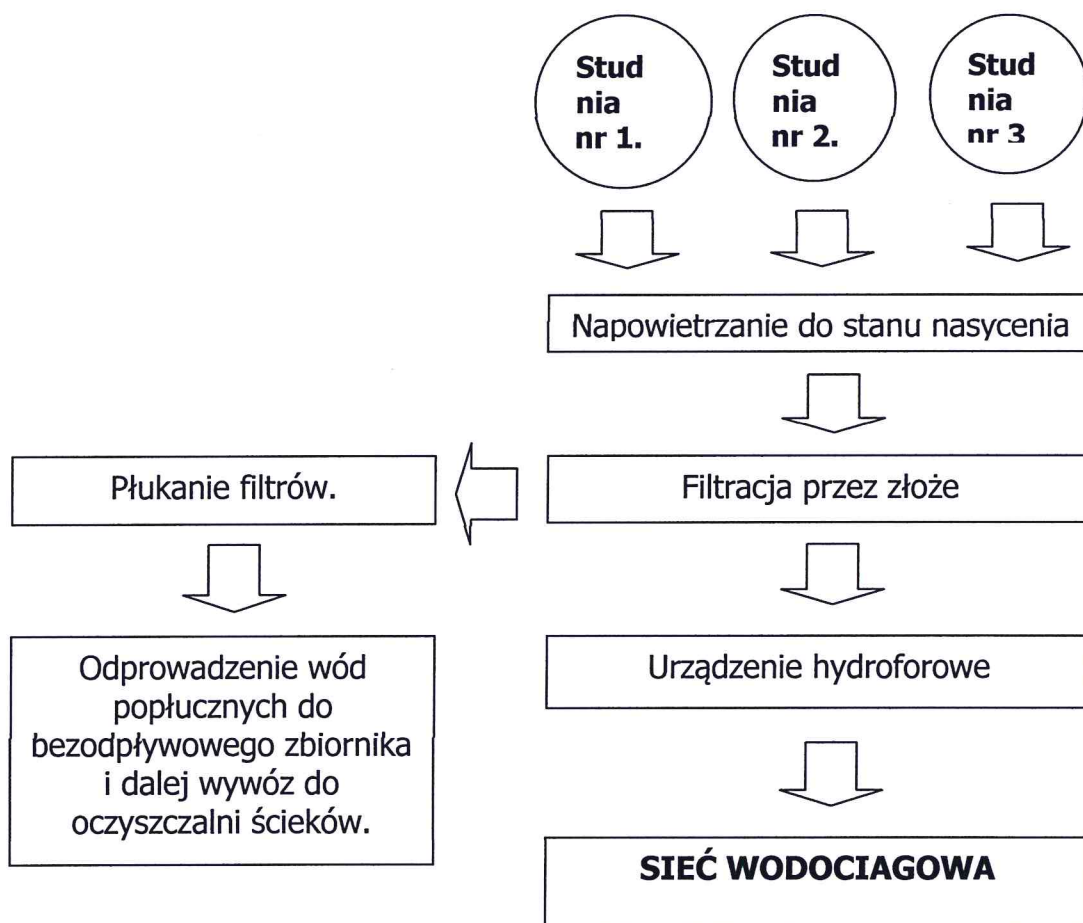 Stud
nia
nr 1.
Stud
nia
nr 2.
Stud
nia
nr 3
Napowietrzanie do stanu nasycenia
Płukanie filtrów.
Filtracja przez złoże
Odprowadzenie wód
popłucznych do
bezodpływowego zbiornika
i dalej wywóz do
oczyszczalni ścieków.
Urządzenie hydroforowe
SIEĆ WODOCIAGOWA